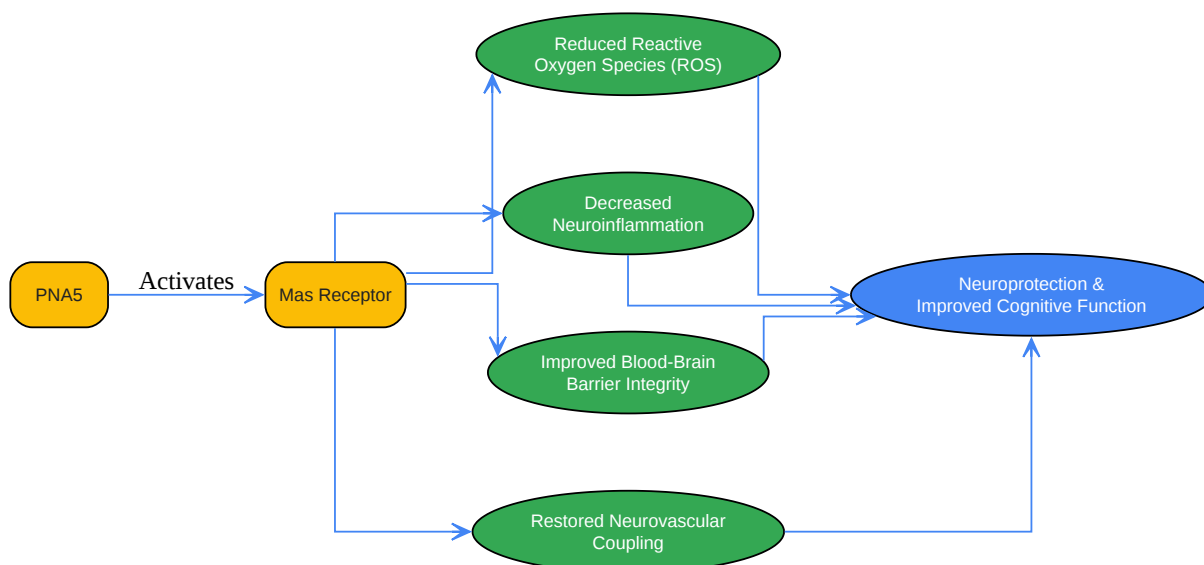 PNA5
Activates
Mas Receptor
Reduced Reactive
Oxygen Species (ROS)
Decreased
Neuroinflammation
Improved Blood-Brain
Barrier Integrity
Restored Neurovascular
Coupling
Neuroprotection &
Improved Cognitive Function